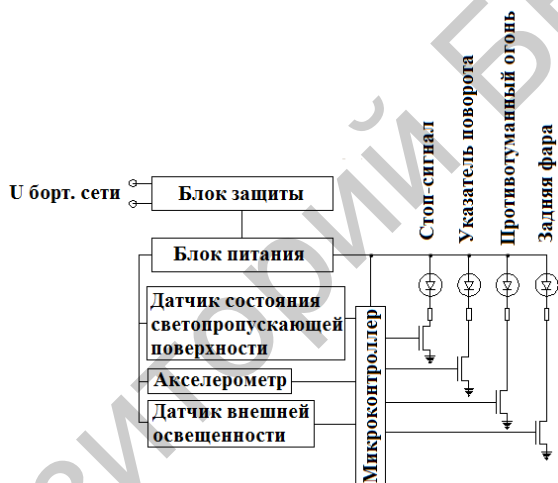 Стоп-сигнал
Указатель поворота
Противотуманный огонь
Задняя фара
U борт. сети
Блок защиты
Блок питания
Датчик состояния
светопропускающей
поверхности
Акселерометр
Датчик внешней
освещенности
Микроконтроллер